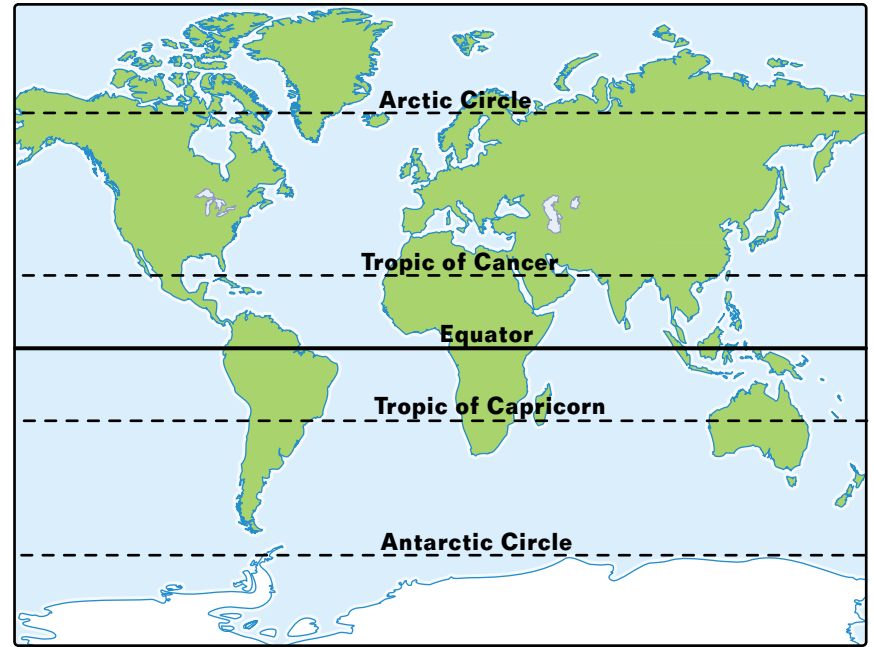 Arctic Circle
Tropic of Cancer
Equator
Tropic of Capricorn
Antarctic Circle